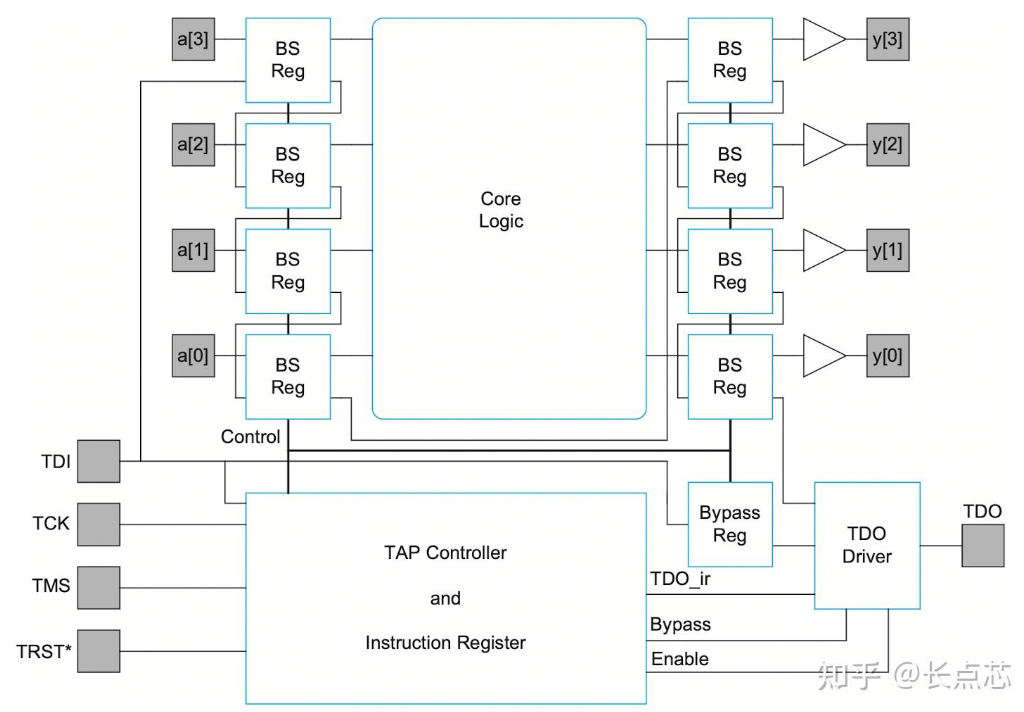 a[3]
BS
Reg
BS
Reg
y[3]
a[2]
BS
Reg
BS
Reg
y[2]
Core
Logic
a[1]
BS
Reg
BS
Reg
y[1]
a[0]
BS
Reg
BS
Reg
y[0]
Control
TDI
TCK
TMS
TRST*
TAP Controller
and
Instruction Register
Bypass
Reg
TDO
Driver
TDO
TDO_ir
Bypass
Enable
知乎 @长点芯